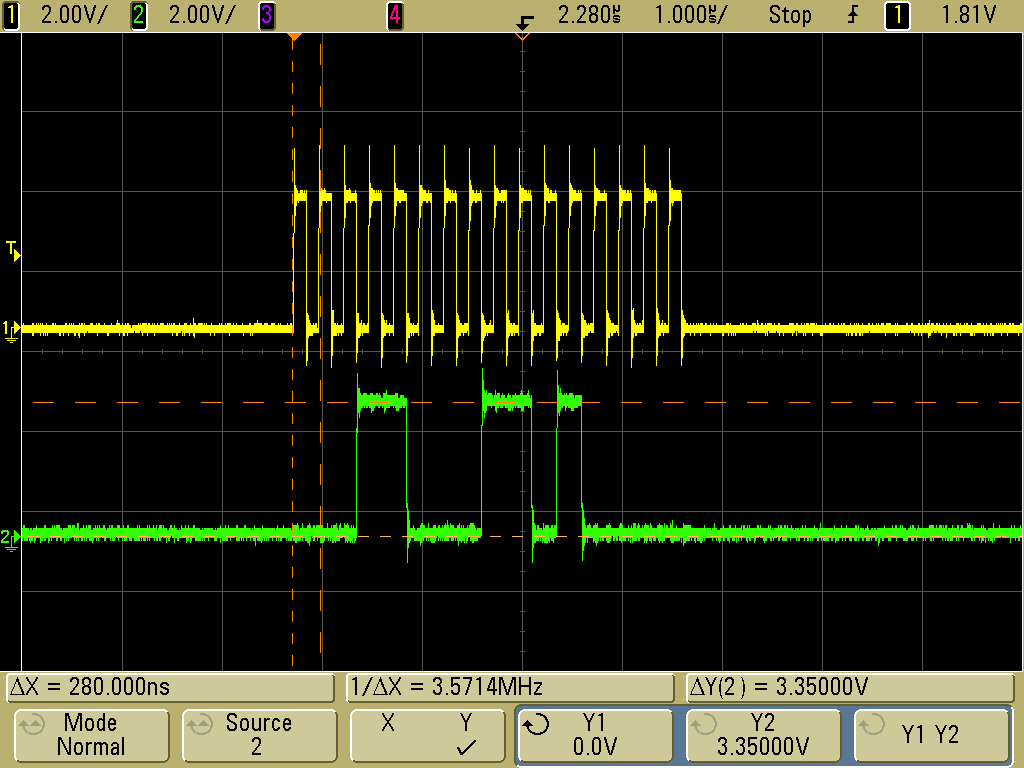 1 2.00V/ 2 2.00V/ 3 4 2.280µs 1.000µs/ Stop 1 1.81V
T
1
2
ΔX = 280.000ns 1/ΔX = 3.5714MHz ΔY(2) = 3.35000V
Mode Source X Y Y1 Y2 Y1 Y2
Normal 2 ✓ 0.0V 3.35000V